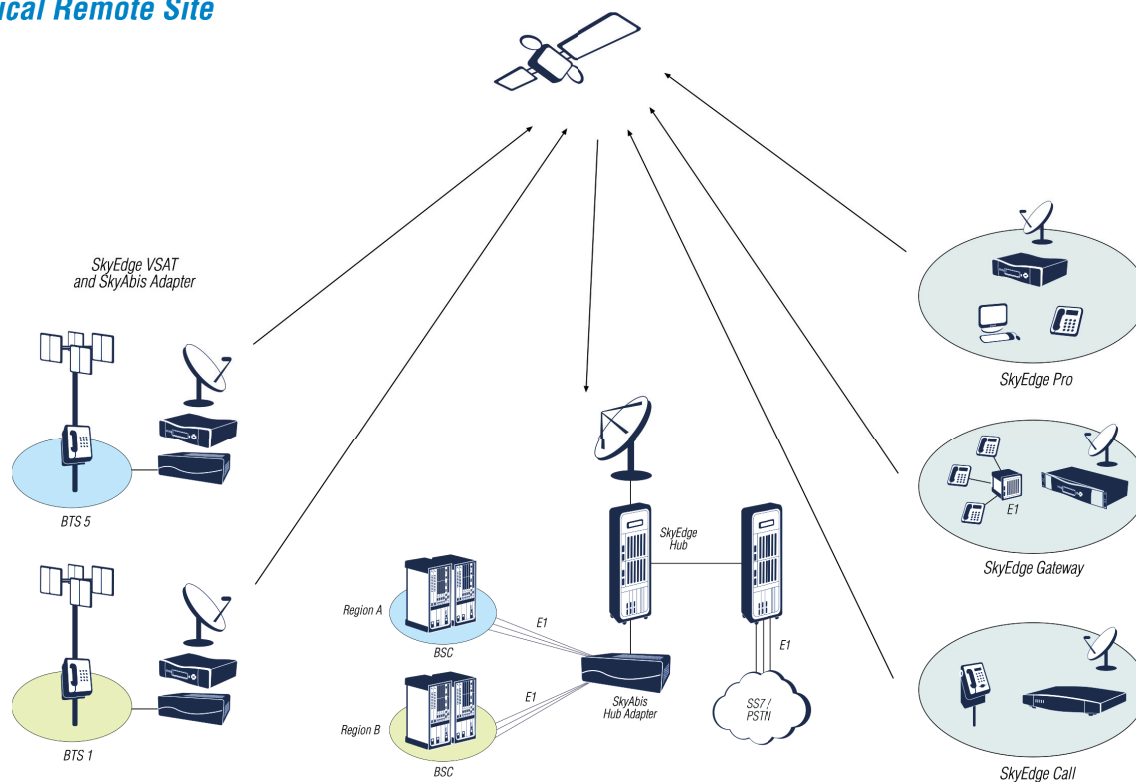 ical Remote Site
SkyEdge VSAT
and SkyAbis Adapter
BTS 5
BTS 1
Region A
BSC
E1
Region B
BSC
E1
SkyEdge
Hub
SkyAbis
Hub Adapter
E1
SS7 /
PSTN
SkyEdge Pro
E1
SkyEdge Gateway
SkyEdge Call